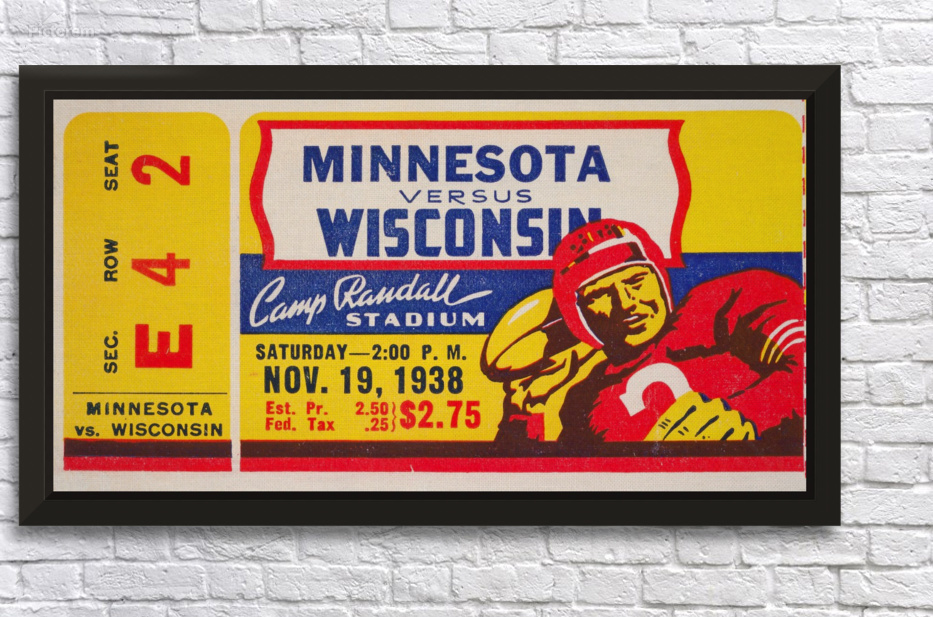 SEC. ROW SEAT
E 4 2
MINNESOTA
vs. WISCONSIN
MINNESOTA
VERSUS
WISCONSIN
Camp Randall
STADIUM
SATURDAY—2:00 P. M.
NOV. 19, 1938
Est. Pr. 2.50
Fed. Tax .25
$2.75
2